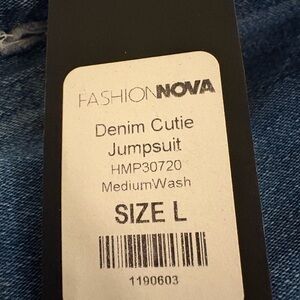 FASHIONNOVA
Denim Cutie
Jumpsuit
HMP30720
MediumWash
SIZE L
1190603